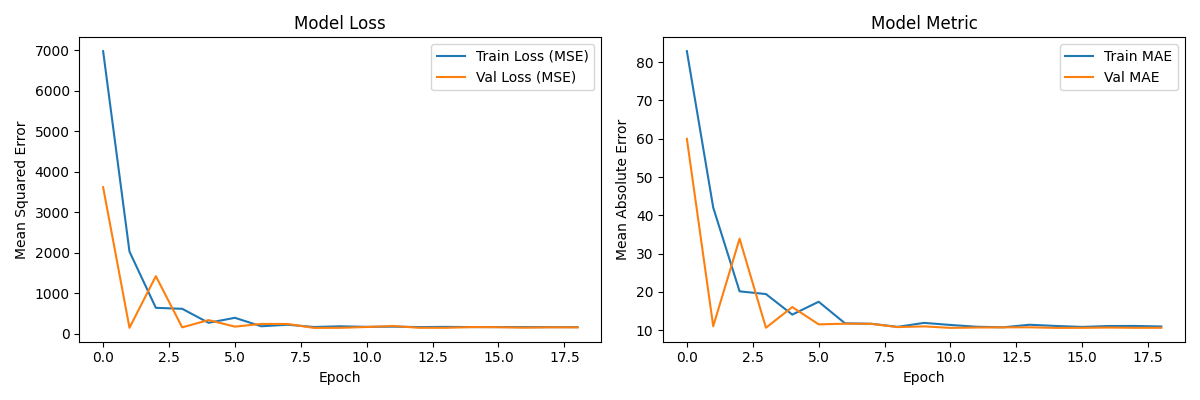 Model Loss
Train Loss (MSE)
Val Loss (MSE)
Mean Squared Error
7000
6000
5000
4000
3000
2000
1000
0
0.0 2.5 5.0 7.5 10.0 12.5 15.0 17.5
Epoch
Model Metric
Train MAE
Val MAE
Mean Absolute Error
80
70
60
50
40
30
20
10
0.0 2.5 5.0 7.5 10.0 12.5 15.0 17.5
Epoch